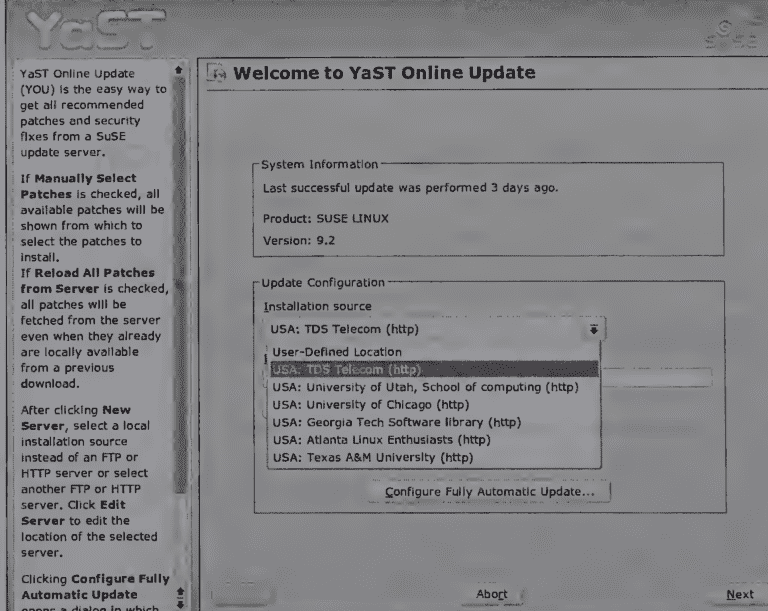 YaST
SuSE
YaST Online Update
(YOU) is the easy way to
get all recommended
patches and security
fixes from a SuSE
update server.
If Manually Select
Patches is checked, all
available patches will be
shown from which to
select the patches to
install.
If Reload All Patches
from Server is checked,
all patches will be
fetched from the server
even when they already
are locally available
from a previous
download.
After clicking New
Server, select a local
installation source
instead of an FTP or
HTTP server or select
another FTP or HTTP
server. Click Edit
Server to edit the
location of the selected
server.
Clicking Configure Fully
Automatic Update
opens a dialog in which
Welcome to YaST Online Update
System Information
Last successful update was performed 3 days ago.
Product: SUSE LINUX
Version: 9.2
Update Configuration
Installation source
USA: TDS Telecom (http)
User-Defined Location
USA: TDS Telecom (http)
USA: University of Utah, School of computing (http)
USA: University of Chicago (http)
USA: Georgia Tech Software library (http)
USA: Atlanta Linux Enthusiasts (http)
USA: Texas A&M University (http)
Configure Fully Automatic Update...
Abort
Next